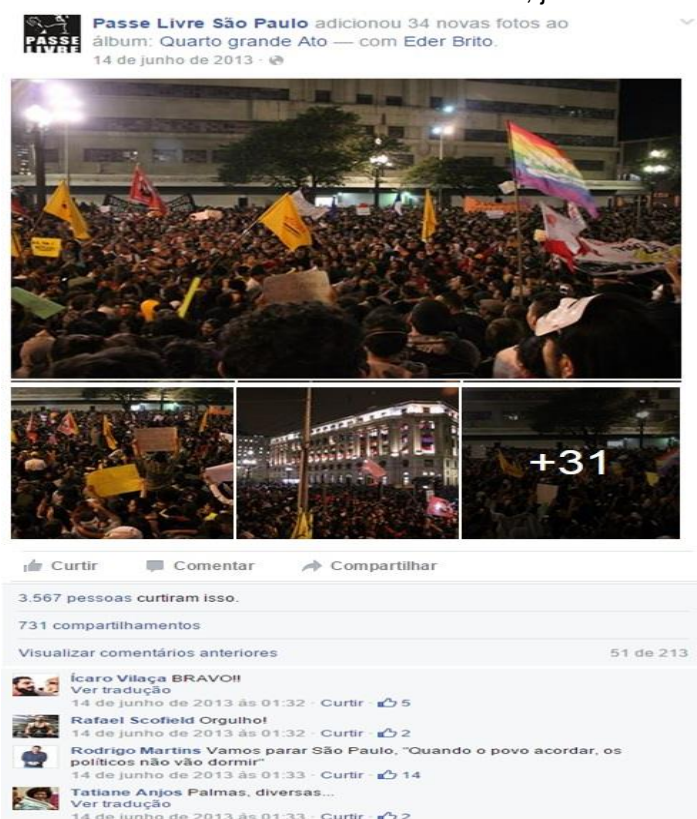 PASSE
LIVRE
Passe Livre São Paulo adicionou 34 novas fotos ao
álbum: Quarto grande Ato — com Eder Brito.
14 de junho de 2013 ·
+31
Curtir Comentar Compartilhar
3.567 pessoas curtiram isso.
731 compartilhamentos
Visualizar comentários anteriores 51 de 213
Ícaro Vilaça BRAVO!!
Ver tradução
14 de junho de 2013 às 01:32 · Curtir · 5
Rafael Scofield Orgulho!
14 de junho de 2013 às 01:32 · Curtir · 2
Rodrigo Martins Vamos parar São Paulo, "Quando o povo acordar, os
políticos não vão dormir"
14 de junho de 2013 às 01:33 · Curtir · 14
Tatiane Anjos Palmas, diversas...
Ver tradução
14 de junho de 2013 às 01:33 · Curtir · 2